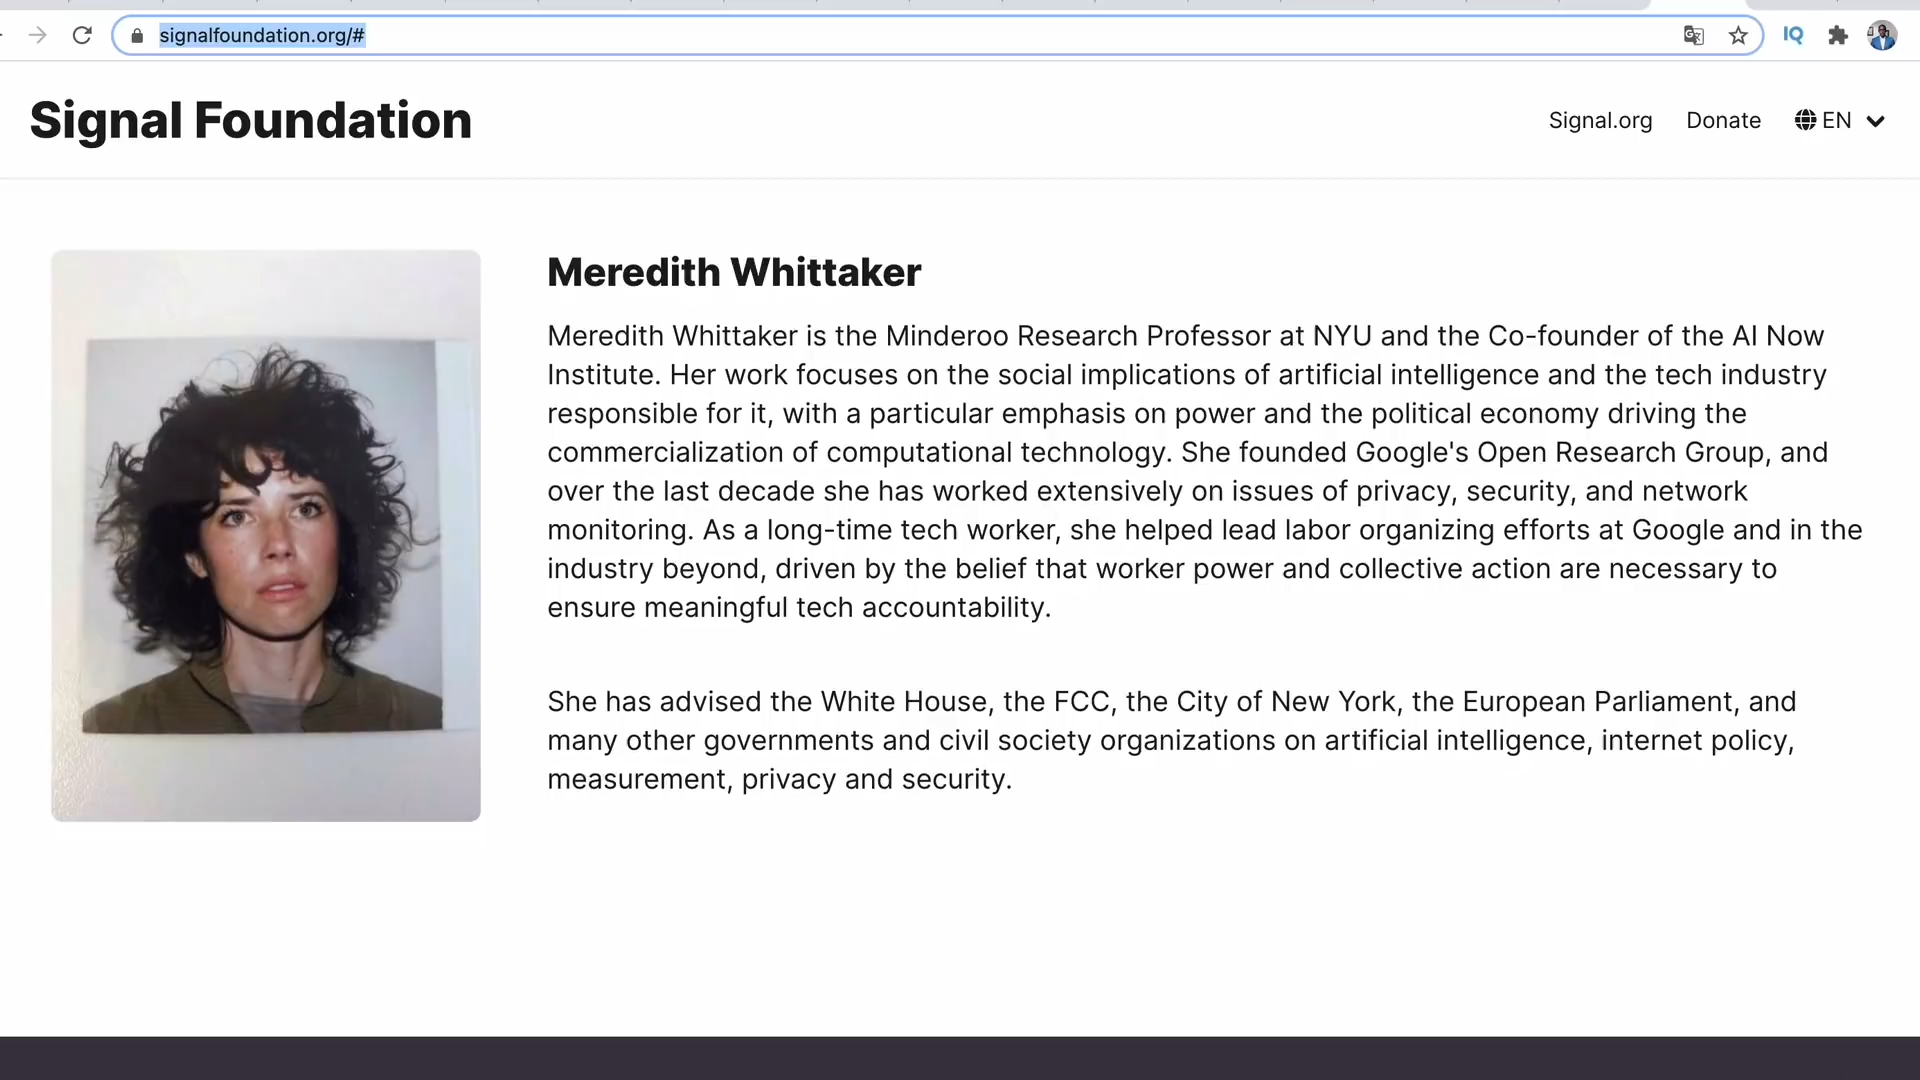 signalfoundation.org/#
IQ
Signal Foundation
Signal.org
Donate
EN
Meredith Whittaker
Meredith Whittaker is the Minderoo Research Professor at NYU and the Co-founder of the AI Now
Institute. Her work focuses on the social implications of artificial intelligence and the tech industry
responsible for it, with a particular emphasis on power and the political economy driving the
commercialization of computational technology. She founded Google's Open Research Group, and
over the last decade she has worked extensively on issues of privacy, security, and network
monitoring. As a long-time tech worker, she helped lead labor organizing efforts at Google and in the
industry beyond, driven by the belief that worker power and collective action are necessary to
ensure meaningful tech accountability.
She has advised the White House, the FCC, the City of New York, the European Parliament, and
many other governments and civil society organizations on artificial intelligence, internet policy,
measurement, privacy and security.